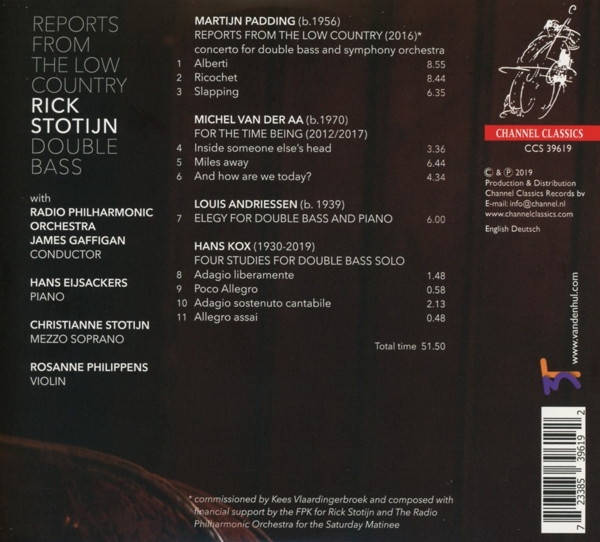 REPORTS
FROM
THE LOW
COUNTRY
RICK
STOTIJN
DOUBLE
BASS
with
RADIO PHILHARMONIC
ORCHESTRA
JAMES GAFFIGAN
CONDUCTOR
HANS EIJSACKERS
PIANO
CHRISTIANNE STOTIJN
MEZZO SOPRANO
ROSANNE PHILIPPENS
VIOLIN
MARTIJN PADDING (b.1956)
REPORTS FROM THE LOW COUNTRY (2016)*
concerto for double bass and symphony orchestra
1 Alberti 8.55
2 Ricochet 8.44
3 Slapping 6.35
MICHEL VAN DER AA (b.1970)
FOR THE TIME BEING (2012/2017)
4 Inside someone else's head 3.36
5 Miles away 6.44
6 And how are we today? 4.34
LOUIS ANDRIESSEN (b. 1939)
7 ELEGY FOR DOUBLE BASS AND PIANO 6.00
HANS KOX (1930-2019)
FOUR STUDIES FOR DOUBLE BASS SOLO
8 Adagio liberamente 1.48
9 Poco Allegro 0.58
10 Adagio sostenuto cantabile 2.13
11 Allegro assai 0.48
Total time 51.50
* commissioned by Kees Vlaardingerbroek and composed with
financial support by the FPK for Rick Stotijn and The Radio
Philharmonic Orchestra for the Saturday Matinee
CHANNEL CLASSICS
CCS 39619
© & ℗ 2019
Production & Distribution
Channel Classics Records bv
E-mail: info@channel.nl
www.channelclassics.com
English Deutsch
www.vandenhul.com
7 23385 39619 2